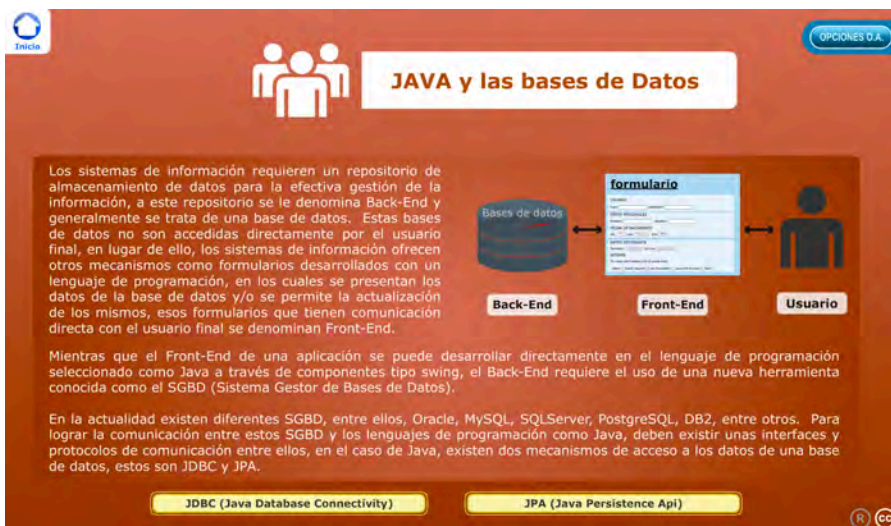 Inicio
OPCIONES O.A.
JAVA y las bases de Datos
Los sistemas de información requieren un repositorio de
almacenamiento de datos para la efectiva gestión de la
información, a este repositorio se le denomina Back-End y
generalmente se trata de una base de datos. Estas bases
de datos no son accedidas directamente por el usuario
final, en lugar de ello, los sistemas de información ofrecen
otros mecanismos como formularios desarrollados con un
lenguaje de programación, en los cuales se presentan los
datos de la base de datos y/o se permite la actualización
de los mismos, esos formularios que tienen comunicación
directa con el usuario final se denominan Front-End.
Bases de datos
formulario
Back-End
Front-End
Usuario
Mientras que el Front-End de una aplicación se puede desarrollar directamente en el lenguaje de programación
seleccionado como Java a través de componentes tipo swing, el Back-End requiere el uso de una nueva herramienta
conocida como el SGBD (Sistema Gestor de Bases de Datos).
En la actualidad existen diferentes SGBD, entre ellos, Oracle, MySQL, SQLServer, PostgreSQL, DB2, entre otros. Para
lograr la comunicación entre estos SGBD y los lenguajes de programación como Java, deben existir unas interfaces y
protocolos de comunicación entre ellos, en el caso de Java, existen dos mecanismos de acceso a los datos de una base
de datos, estos son JDBC y JPA.
JDBC (Java Database Connectivity)
JPA (Java Persistence Api)
R
cc